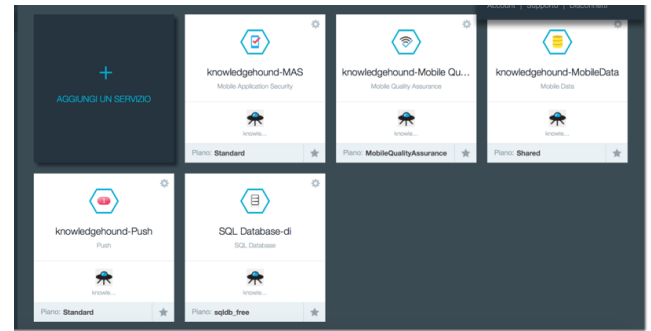 Account | Supporto | Disconnetti
+
AGGIUNGI UN SERVIZIO
knowledgehound-MAS
Mobile Application Security
knowle...
Piano: Standard
knowledgehound-Mobile Qu...
Mobile Quality Assurance
knowle...
Piano: MobileQualityAssurance
knowledgehound-MobileData
Mobile Data
knowle...
Piano: Shared
knowledgehound-Push
Push
knowle...
Piano: Standard
SQL Database-di
SQL Database
knowle...
Piano: sqldb_free